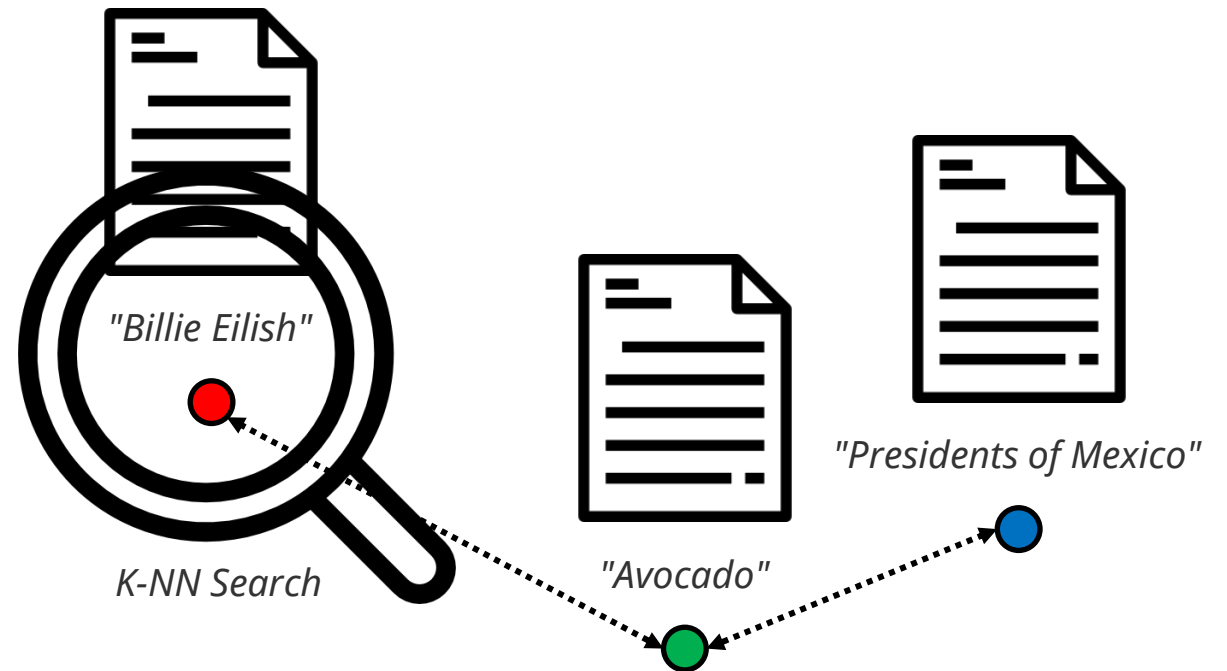 "Billie Eilish"
K-NN Search
"Avocado"
"Presidents of Mexico"